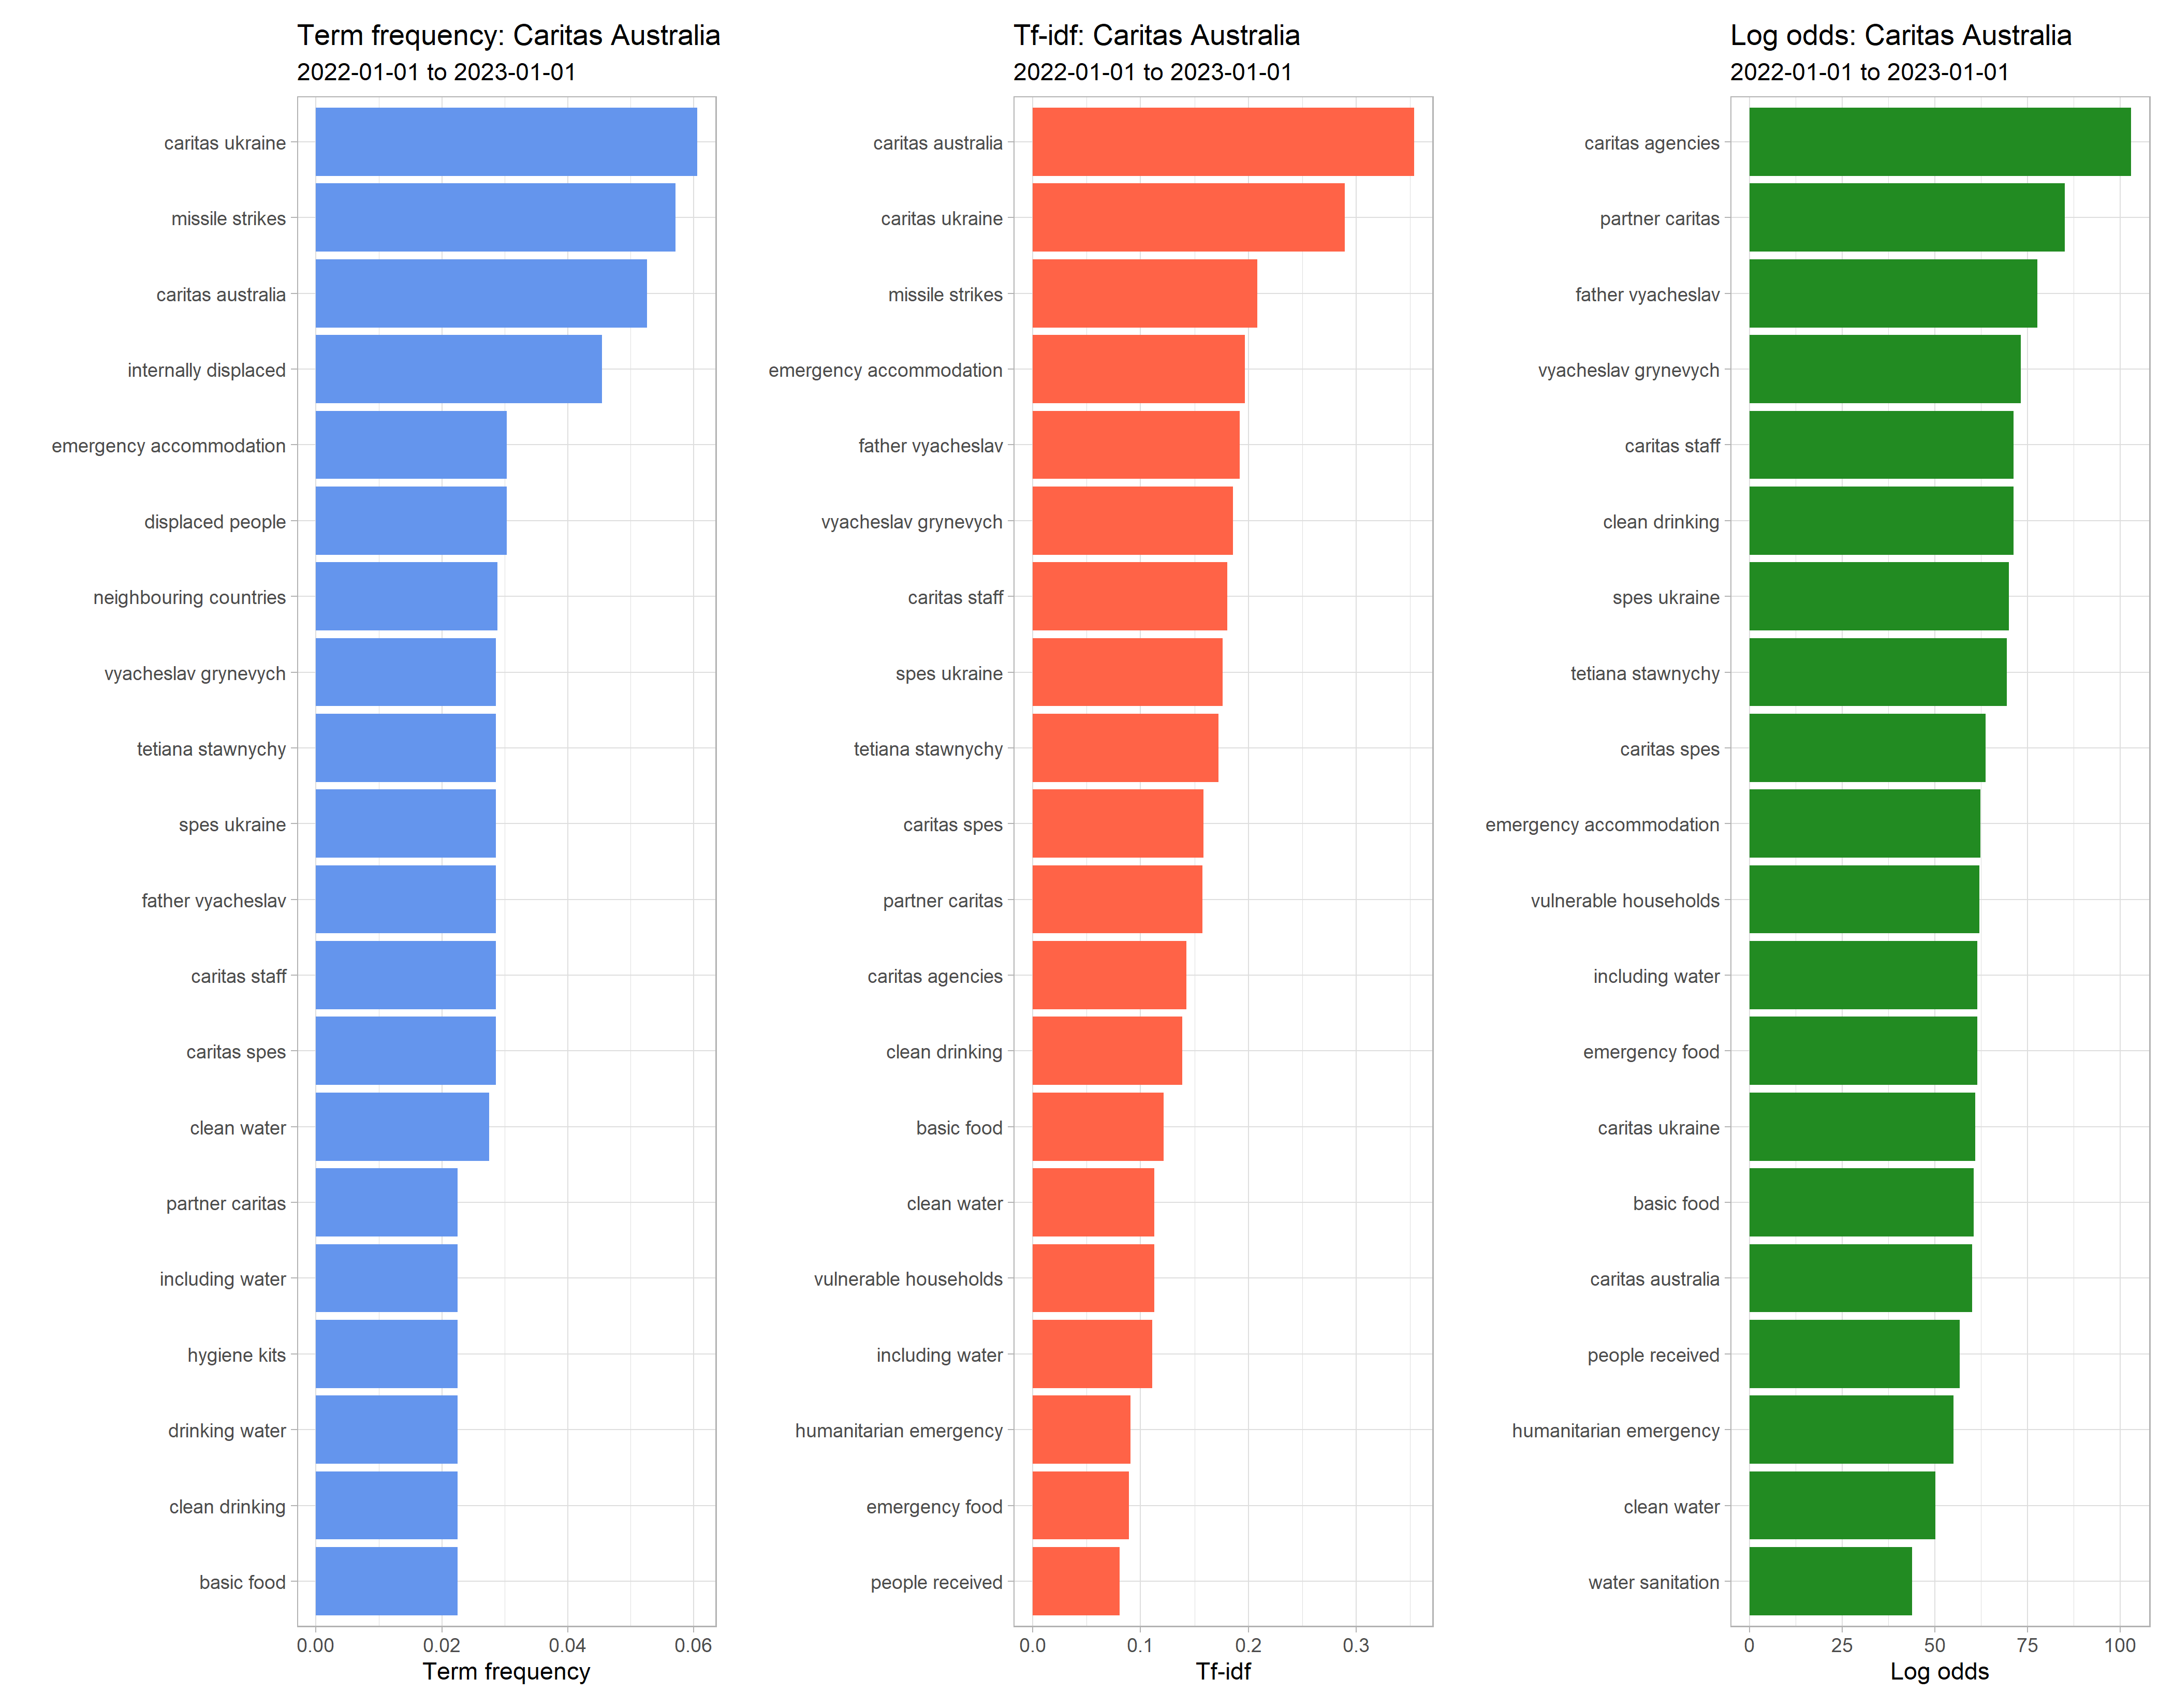 Term frequency: Caritas Australia
2022-01-01 to 2023-01-01
caritas ukraine
missile strikes
caritas australia
internally displaced
emergency accommodation
displaced people
neighbouring countries
vyacheslav grynevych
tetiana stawnychy
spes ukraine
father vyacheslav
caritas staff
caritas spes
clean water
partner caritas
including water
hygiene kits
drinking water
clean drinking
basic food
0.00 0.02 0.04 0.06
Term frequency
Tf-idf: Caritas Australia
2022-01-01 to 2023-01-01
caritas australia
caritas ukraine
missile strikes
emergency accommodation
father vyacheslav
vyacheslav grynevych
caritas staff
spes ukraine
tetiana stawnychy
caritas spes
partner caritas
caritas agencies
clean drinking
basic food
clean water
vulnerable households
including water
humanitarian emergency
emergency food
people received
0.0 0.1 0.2 0.3
Tf-idf
Log odds: Caritas Australia
2022-01-01 to 2023-01-01
caritas agencies
partner caritas
father vyacheslav
vyacheslav grynevych
caritas staff
clean drinking
spes ukraine
tetiana stawnychy
caritas spes
emergency accommodation
vulnerable households
including water
emergency food
caritas ukraine
basic food
caritas australia
people received
humanitarian emergency
clean water
water sanitation
0 25 50 75 100
Log odds